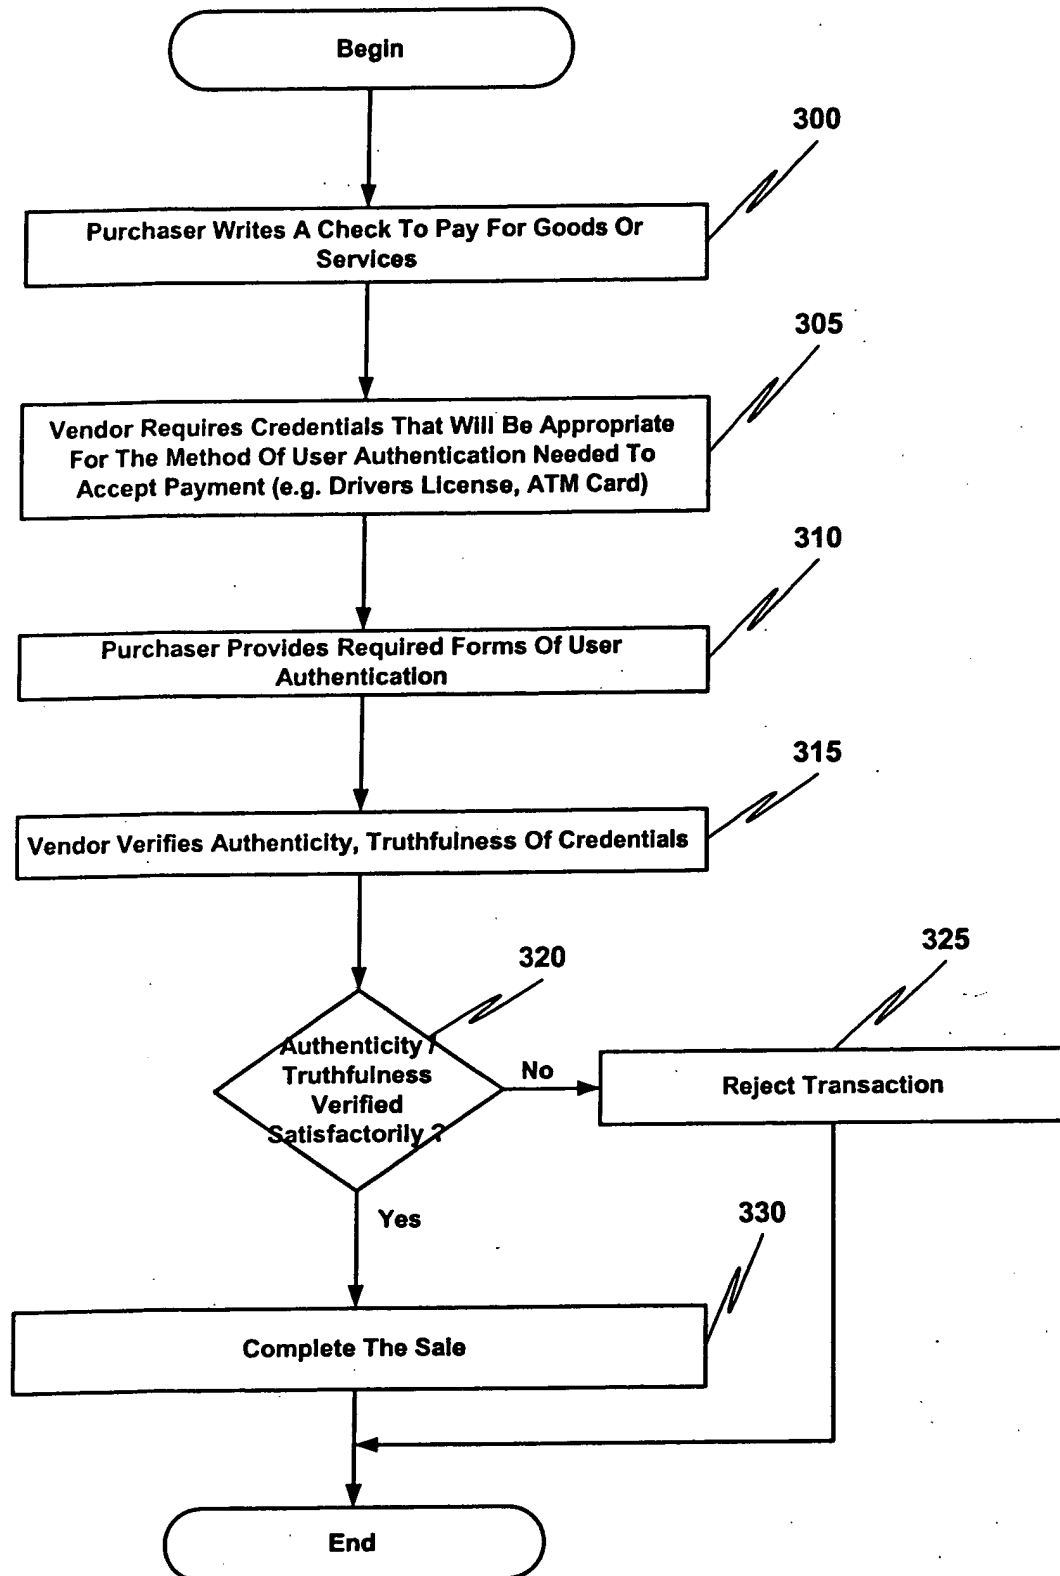 Begin
300
Purchaser Writes A Check To Pay For Goods Or
Services
305
Vendor Requires Credentials That Will Be Appropriate
For The Method Of User Authentication Needed To
Accept Payment (e.g. Drivers License, ATM Card)
310
Purchaser Provides Required Forms Of User
Authentication
315
Vendor Verifies Authenticity, Truthfulness Of Credentials
320
325
Authenticity /
Truthfulness
Verified
Satisfactorily ?
No
Reject Transaction
Yes
330
Complete The Sale
End